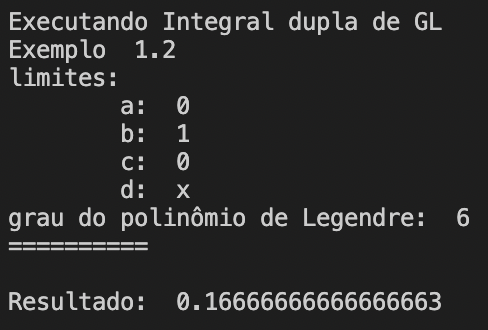 Executando Integral dupla de GL
Exemplo  1.2
limites:
        a:  0
        b:  1
        c:  0
        d:  x
grau do polinômio de Legendre:  6
==========

Resultado:  0.16666666666666663